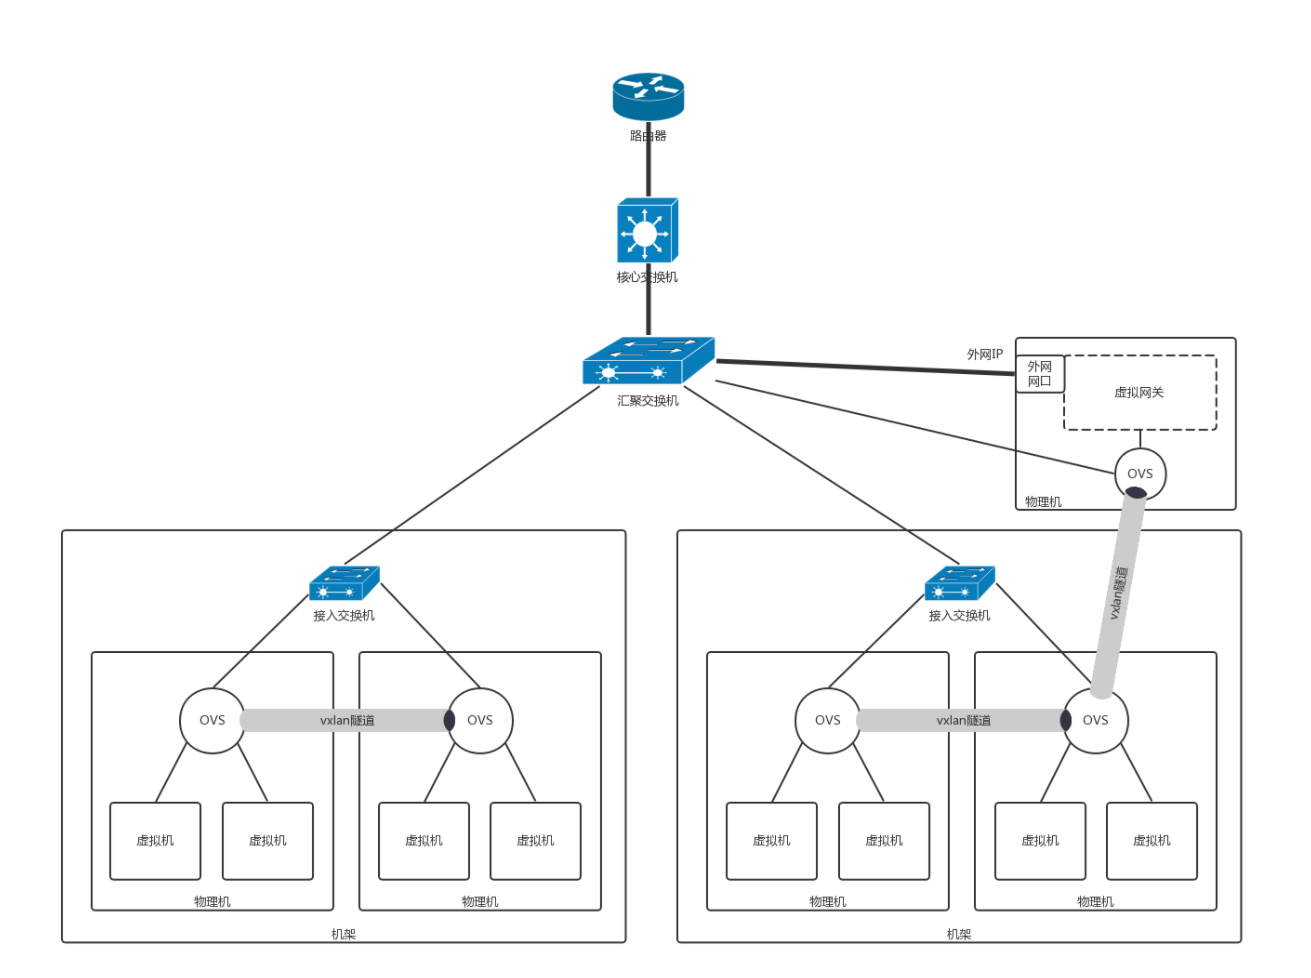 路由器
核心交换机
汇聚交换机
外网IP
外网
网口
虚拟网关
OVS
物理机
vxlan隧道
接入交换机
接入交换机
OVS
vxlan隧道
OVS
OVS
vxlan隧道
OVS
虚拟机
虚拟机
虚拟机
虚拟机
虚拟机
虚拟机
虚拟机
虚拟机
物理机
物理机
物理机
物理机
机架
机架